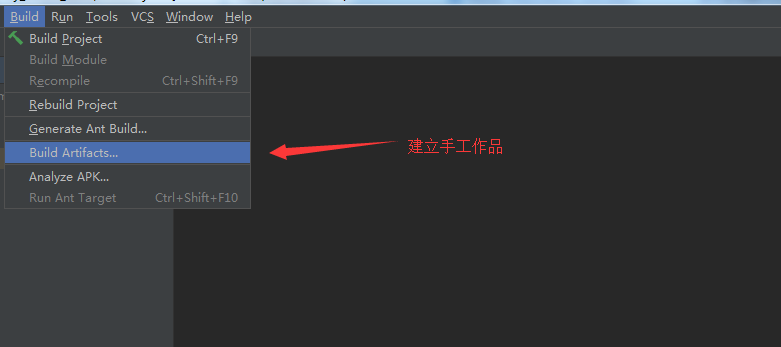 Build Run Tools VCS Window Help
Build Project Ctrl+F9
Build Module
Recompile Ctrl+Shift+F9
Rebuild Project
Generate Ant Build...
Build Artifacts...
建立手工作品
Analyze APK...
Run Ant Target Ctrl+Shift+F10